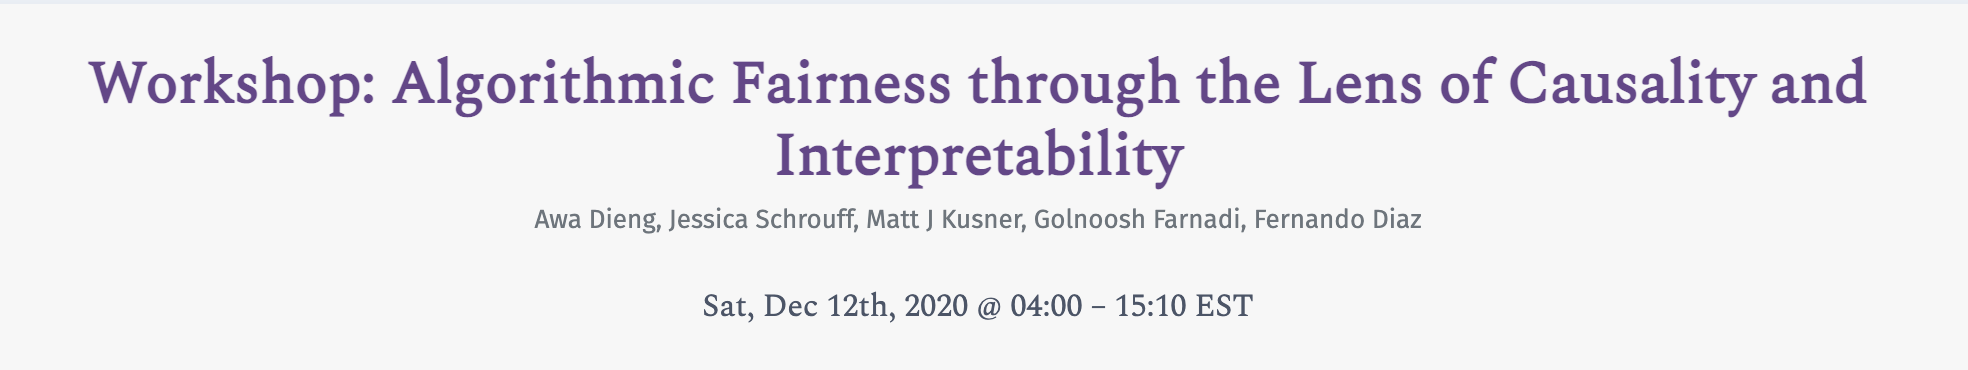 Workshop: Algorithmic Fairness through the Lens of Causality and
Interpretability
Awa Dieng, Jessica Schrouff, Matt J Kusner, Golnoosh Farnadi, Fernando Diaz
Sat, Dec 12th, 2020 @ 04:00 – 15:10 EST